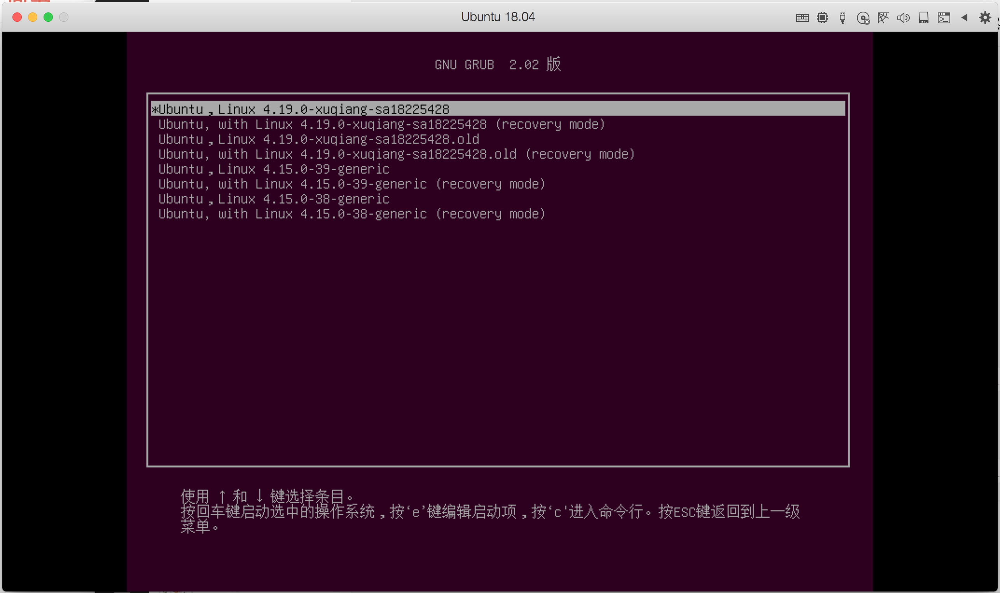 Ubuntu 18.04
GNU GRUB  2.02 版
*Ubuntu，Linux 4.19.0-xuqiang-sa18225428
Ubuntu, with Linux 4.19.0-xuqiang-sa18225428 (recovery mode)
Ubuntu，Linux 4.19.0-xuqiang-sa18225428.old
Ubuntu, with Linux 4.19.0-xuqiang-sa18225428.old (recovery mode)
Ubuntu，Linux 4.15.0-39-generic
Ubuntu, with Linux 4.15.0-39-generic (recovery mode)
Ubuntu，Linux 4.15.0-38-generic
Ubuntu, with Linux 4.15.0-38-generic (recovery mode)
使用 ↑ 和 ↓ 键选择条目。
按回车键启动选中的操作系统，按‘e’键编辑启动项，按‘c'进入命令行。按ESC键返回到上一级
菜单。